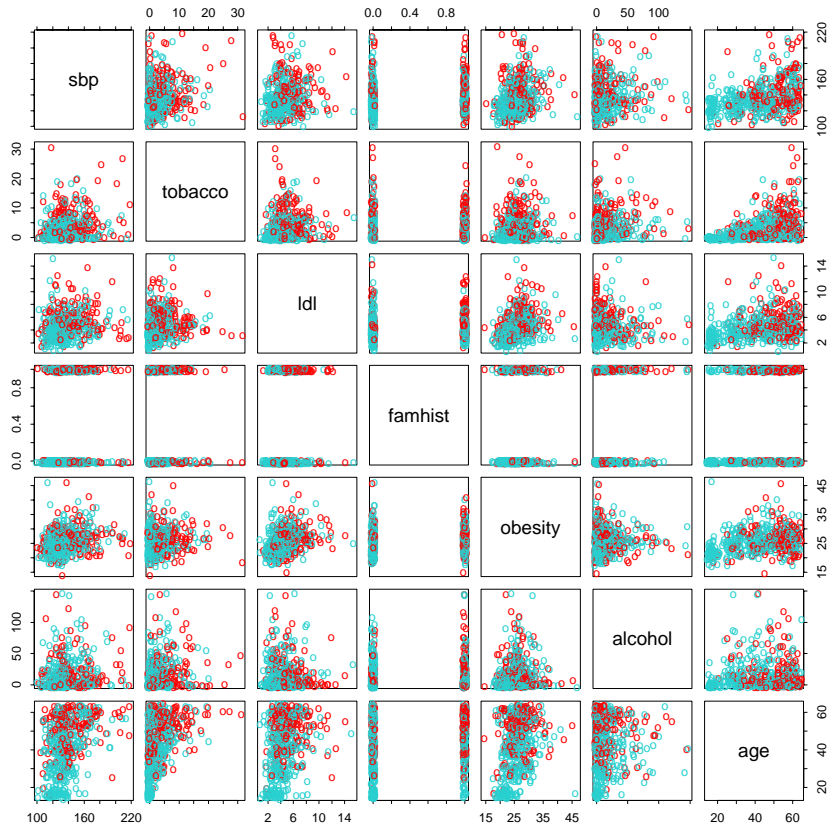 0 10 20 30 0.0 0.4 0.8 0 50 100
sbp 100 160 220
0 10 20 30 tobacco
ldl 2 6 10 14
0.0 0.4 0.8 famhist
obesity 15 25 35 45
0 50 100 alcohol
age 20 40 60
100 160 220 2 6 10 14 15 25 35 45 20 40 60